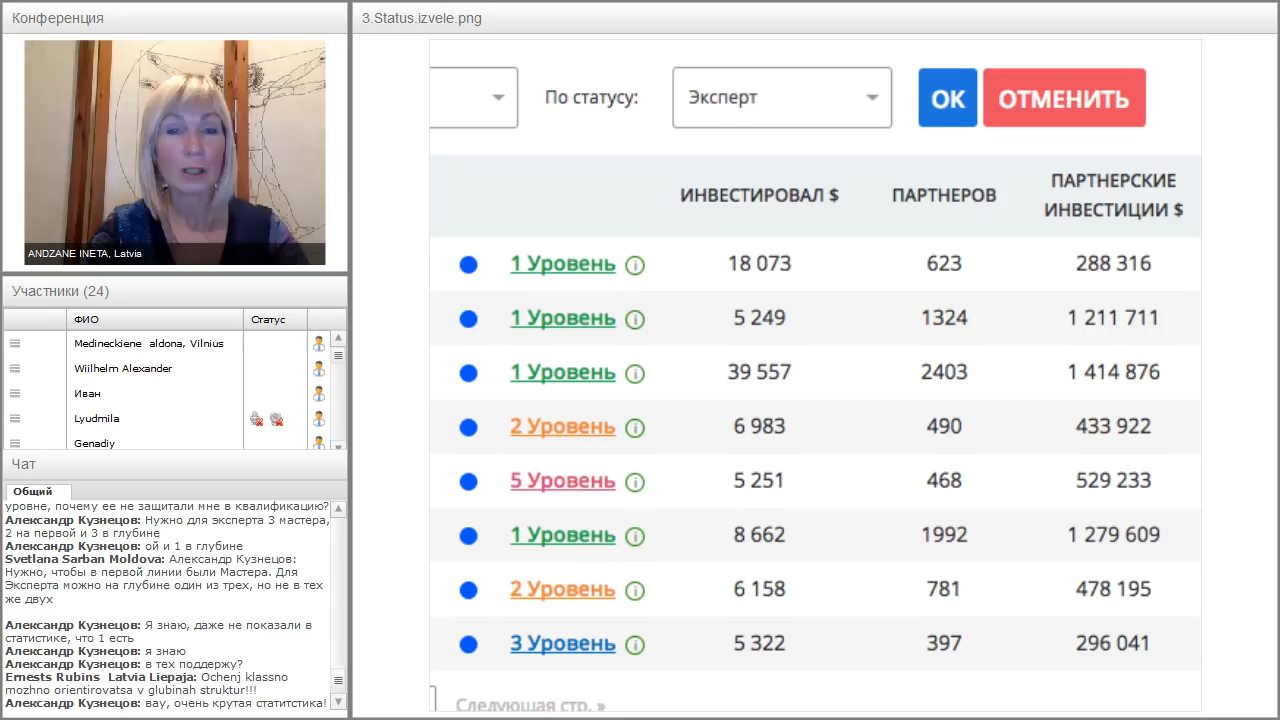 Конференция
3.Status.izvele.png
ANDZANE INETA, Latvia
Участники (24)
ФИО Статус
Medineckiene aldona, Vilnius
Wiilhelm Alexander
Иван
Lyudmila
Genadiy
Чат
Общий
уровне, почему ее не защитали мне в квалификацию?
Александр Кузнецов: Нужно для эксперта 3 мастера,
2 на первой и 3 в глубине
Александр Кузнецов: ой и 1 в глубине
Svetlana Sarban Moldova: Александр Кузнецов:
Нужно, чтобы в первой линии были Мастера. Для
Эксперта можно на глубине один из трех, но не в тех
же двух
Александр Кузнецов: Я знаю, даже не показали в
статистике, что 1 есть
Александр Кузнецов: я знаю
Александр Кузнецов: в тех поддержу?
Ernests Rubins Latvia Liepaja: Ochenj klassno
mozhno orientirovatsa v glubinah struktur!!!
Александр Кузнецов: вау, очень крутая статитстика!
По статусу: Эксперт OK ОТМЕНИТЬ
ИНВЕСТИРОВАЛ $ ПАРТНЕРОВ ПАРТНЕРСКИЕ
ИНВЕСТИЦИИ $
1 Уровень 18 073 623 288 316
1 Уровень 5 249 1324 1 211 711
1 Уровень 39 557 2403 1 414 876
2 Уровень 6 983 490 433 922
5 Уровень 5 251 468 529 233
1 Уровень 8 662 1992 1 279 609
2 Уровень 6 158 781 478 195
3 Уровень 5 322 397 296 041
Следующая стр. »